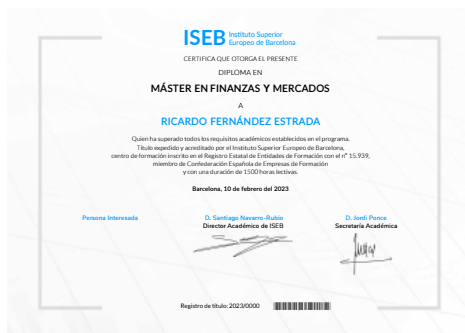 ISEB Instituto Superior
Europeo de Barcelona
CERTIFICA QUE OTORGA EL PRESENTE
DIPLOMA EN
MÁSTER EN FINANZAS Y MERCADOS
A
RICARDO FERNÁNDEZ ESTRADA
Quien ha superado todos los requisitos académicos establecidos en el programa.
Título expedido y acreditado por el Instituto Superior Europeo de Barcelona,
centro de formación inscrito en el Registro Estatal de Entidades de Formación con el nº 15.939,
miembro de Confederación Española de Empresas de Formación
y con una duración de 1500 horas lectivas.
Barcelona, 10 de febrero del 2023
Persona Interesada
D. Santiago Navarro-Rubio
Director Académico de ISEB
D. Jordi Ponce
Secretaría Académica
Registro de título: 2023/0000